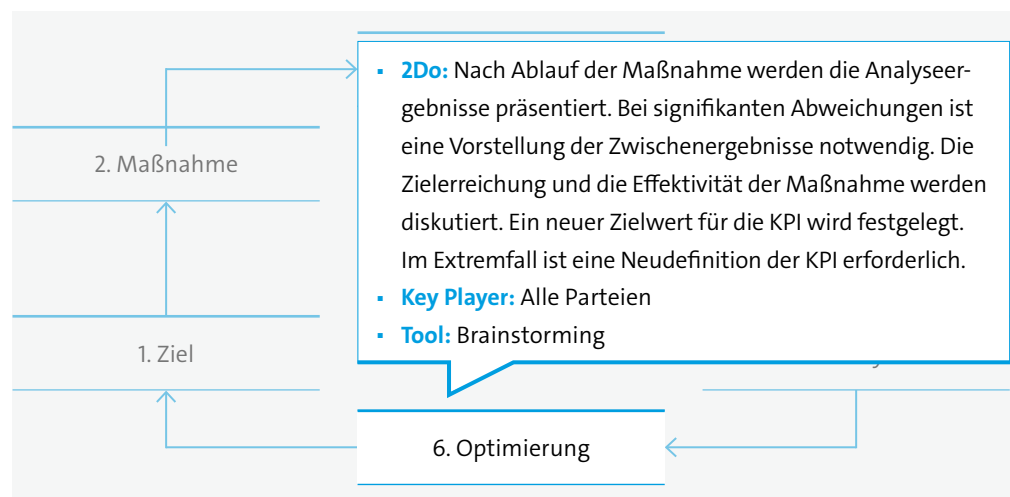 ▪ 2Do: Nach Ablauf der Maßnahme werden die Analyseer-
gebnisse präsentiert. Bei signifikanten Abweichungen ist
eine Vorstellung der Zwischenergebnisse notwendig. Die
Zielerreichung und die Effektivität der Maßnahme werden
diskutiert. Ein neuer Zielwert für die KPI wird festgelegt.
Im Extremfall ist eine Neudefinition der KPI erforderlich.
▪ Key Player: Alle Parteien
▪ Tool: Brainstorming
2. Maßnahme
1. Ziel
6. Optimierung